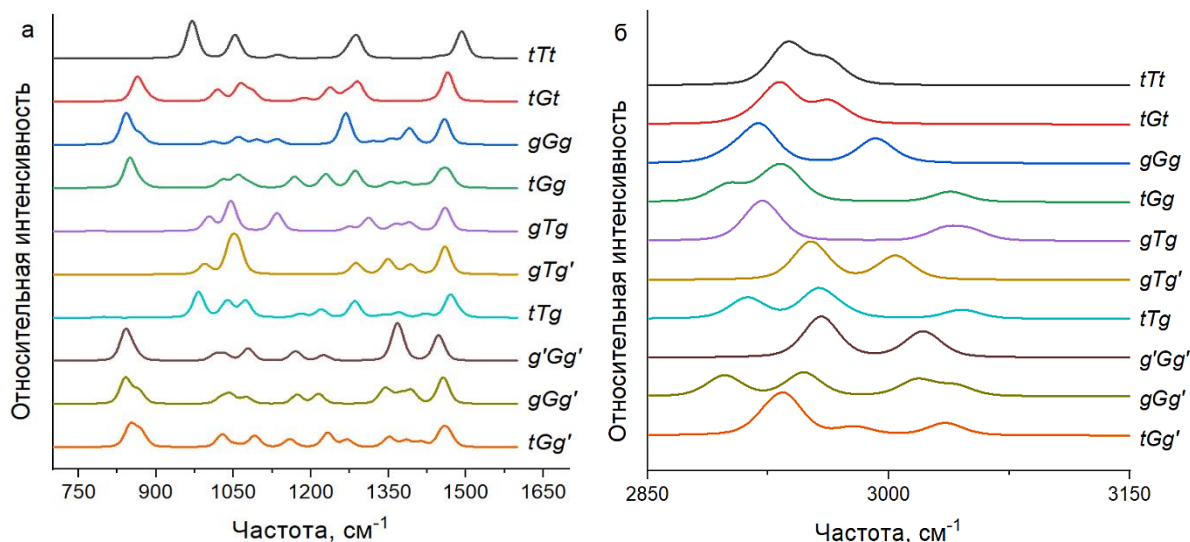 а
tTt
tGt
gGg
tGg
gTg
gTg'
tTg
g'Gg'
gGg'
tGg'
Относительная интенсивность
750 900 1050 1200 1350 1500 1650
Частота, см-1
б
tTt
tGt
gGg
tGg
gTg
gTg'
tTg
g'Gg'
gGg'
tGg'
Относительная интенсивность
2850 3000 3150
Частота, см-1